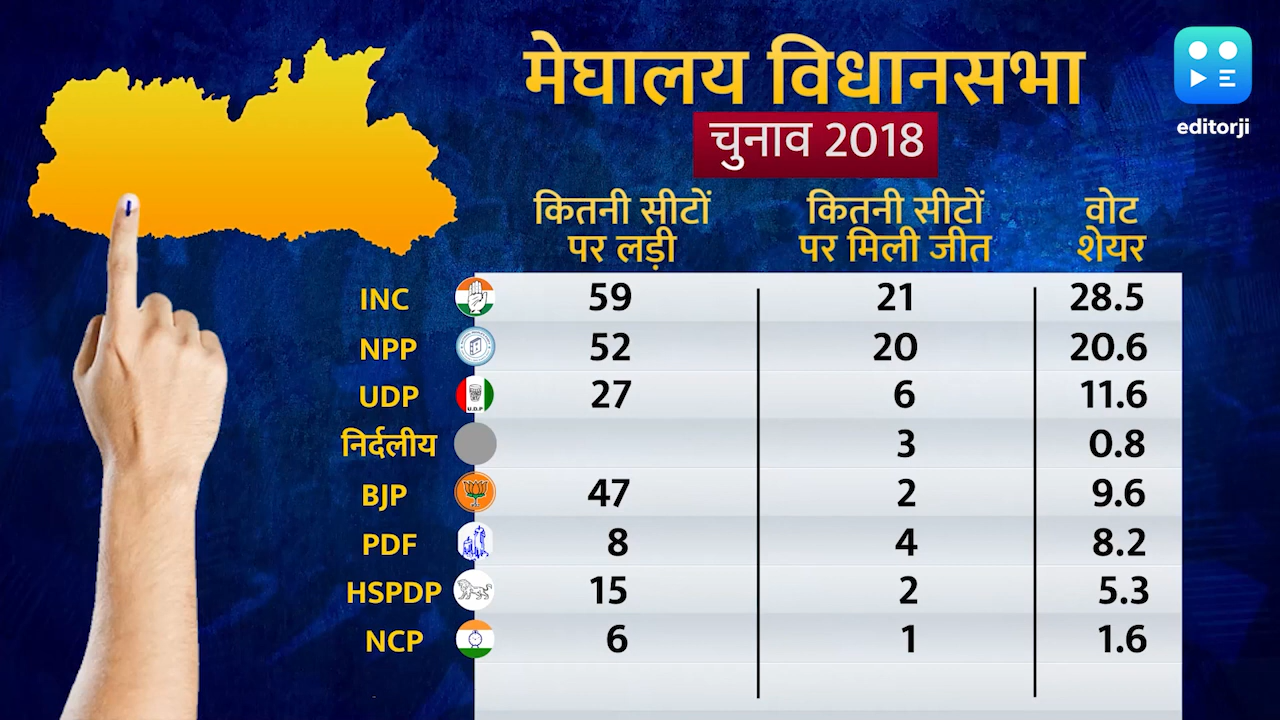 मेघालय विधानसभा
चुनाव 2018
editorji
कितनी सीटों पर लड़ी
कितनी सीटों पर मिली जीत
वोट शेयर
INC 59 21 28.5
NPP 52 20 20.6
UDP U.D.P 27 6 11.6
निर्दलीय 3 0.8
BJP 47 2 9.6
PDF 8 4 8.2
HSPDP 15 2 5.3
NCP 6 1 1.6